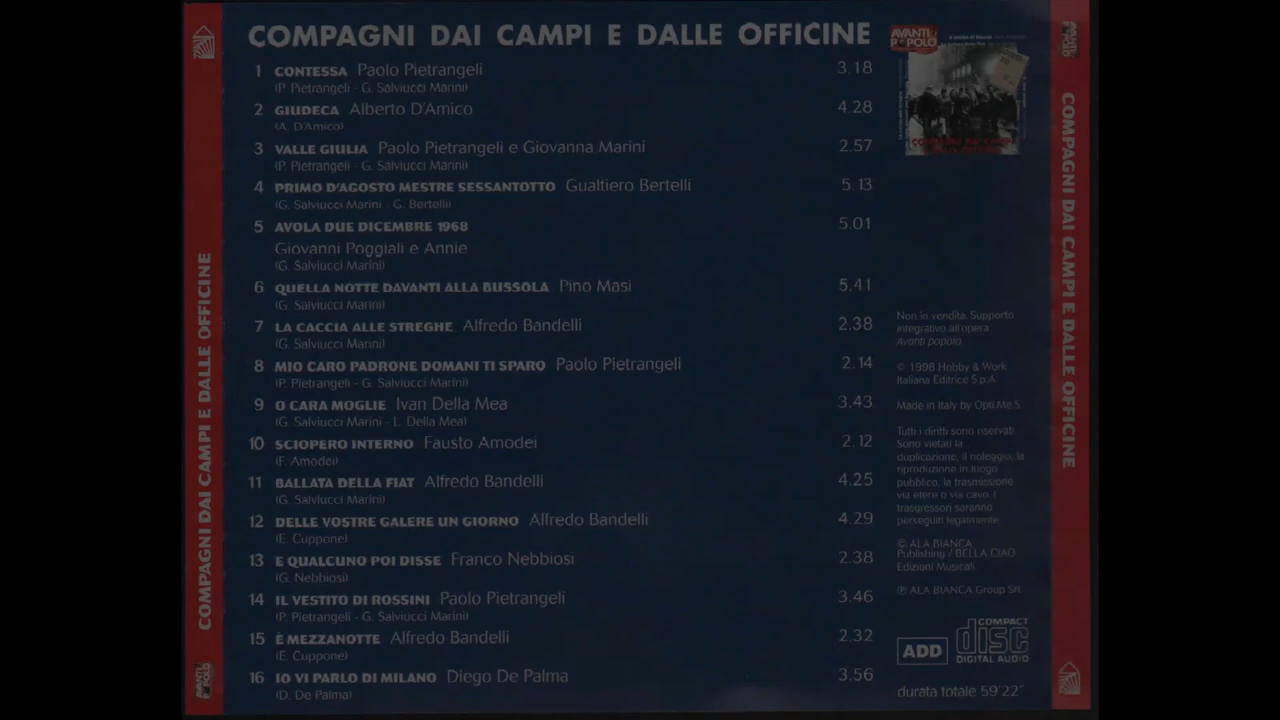 COMPAGNI DAI CAMPI E DALLE OFFICINE
1 CONTESSA Paolo Pietrangeli 3.18
(P. Pietrangeli - G. Salviucci Marini)
2 GIUDECA Alberto D'Amico 4.28
(A. D'Amico)
3 VALLE GIULIA Paolo Pietrangeli e Giovanna Marini 2.57
(P. Pietrangeli - G. Salviucci Marini)
4 PRIMO D'AGOSTO MESTRE SESSANTOTTO Gualtiero Bertelli 5.13
(G. Salviucci Marini - G. Bertelli)
5 AVOLA DUE DICEMBRE 1968 5.01
Giovanni Poggiali e Annie
(G. Salviucci Marini)
6 QUELLA NOTTE DAVANTI ALLA BUSSOLA Pino Masi 5.41
(G. Salviucci Marini)
7 LA CACCIA ALLE STREGHE Alfredo Bandelli 2.38
(G. Salviucci Marini)
8 MIO CARO PADRONE DOMANI TI SPARO Paolo Pietrangeli 2.14
(P. Pietrangeli - G. Salviucci Marini)
9 O CARA MOGLIE Ivan Della Mea 3.43
(G. Salviucci Marini - L. Della Mea)
10 SCIOPERO INTERNO Fausto Amodei 2.12
(F. Amodei)
11 BALLATA DELLA FIAT Alfredo Bandelli 4.25
(G. Salviucci Marini)
12 DELLE VOSTRE GALERE UN GIORNO Alfredo Bandelli 4.29
(E. Cuppone)
13 E QUALCUNO POI DISSE Franco Nebbiosi 2.38
(G. Nebbiosi)
14 IL VESTITO DI ROSSINI Paolo Pietrangeli 3.46
(P. Pietrangeli - G. Salviucci Marini)
15 È MEZZANOTTE Alfredo Bandelli 2.32
(E. Cuppone)
16 IO VI PARLO DI MILANO Diego De Palma 3.56
(D. De Palma)
AVANTI
POPOLO
COMPAGNI DAI CAMPI
E DALLE OFFICINE
Non in vendita. Supporto
integrativo all'opera
Avanti popolo
© 1998 Hobby & Work
Italiana Editrice S.p.A.
Made in Italy by Opti.Me.S.
Tutti i diritti sono riservati.
Sono vietati la
duplicazione, il noleggio, la
riproduzione in luogo
pubblico, la trasmissione
via etere o via cavo. I
trasgressori saranno
perseguiti legalmente
© ALA BIANCA
Publishing / BELLA CIAO
Edizioni Musicali.
℗ ALA BIANCA Group Srl.
ADD
COMPACT
disc
DIGITAL AUDIO
durata totale 59'22"
COMPAGNI DAI CAMPI E DALLE OFFICINE
AVANTI
POPOLO
AVANTI
POPOLO
COMPAGNI DAI CAMPI E DALLE OFFICINE